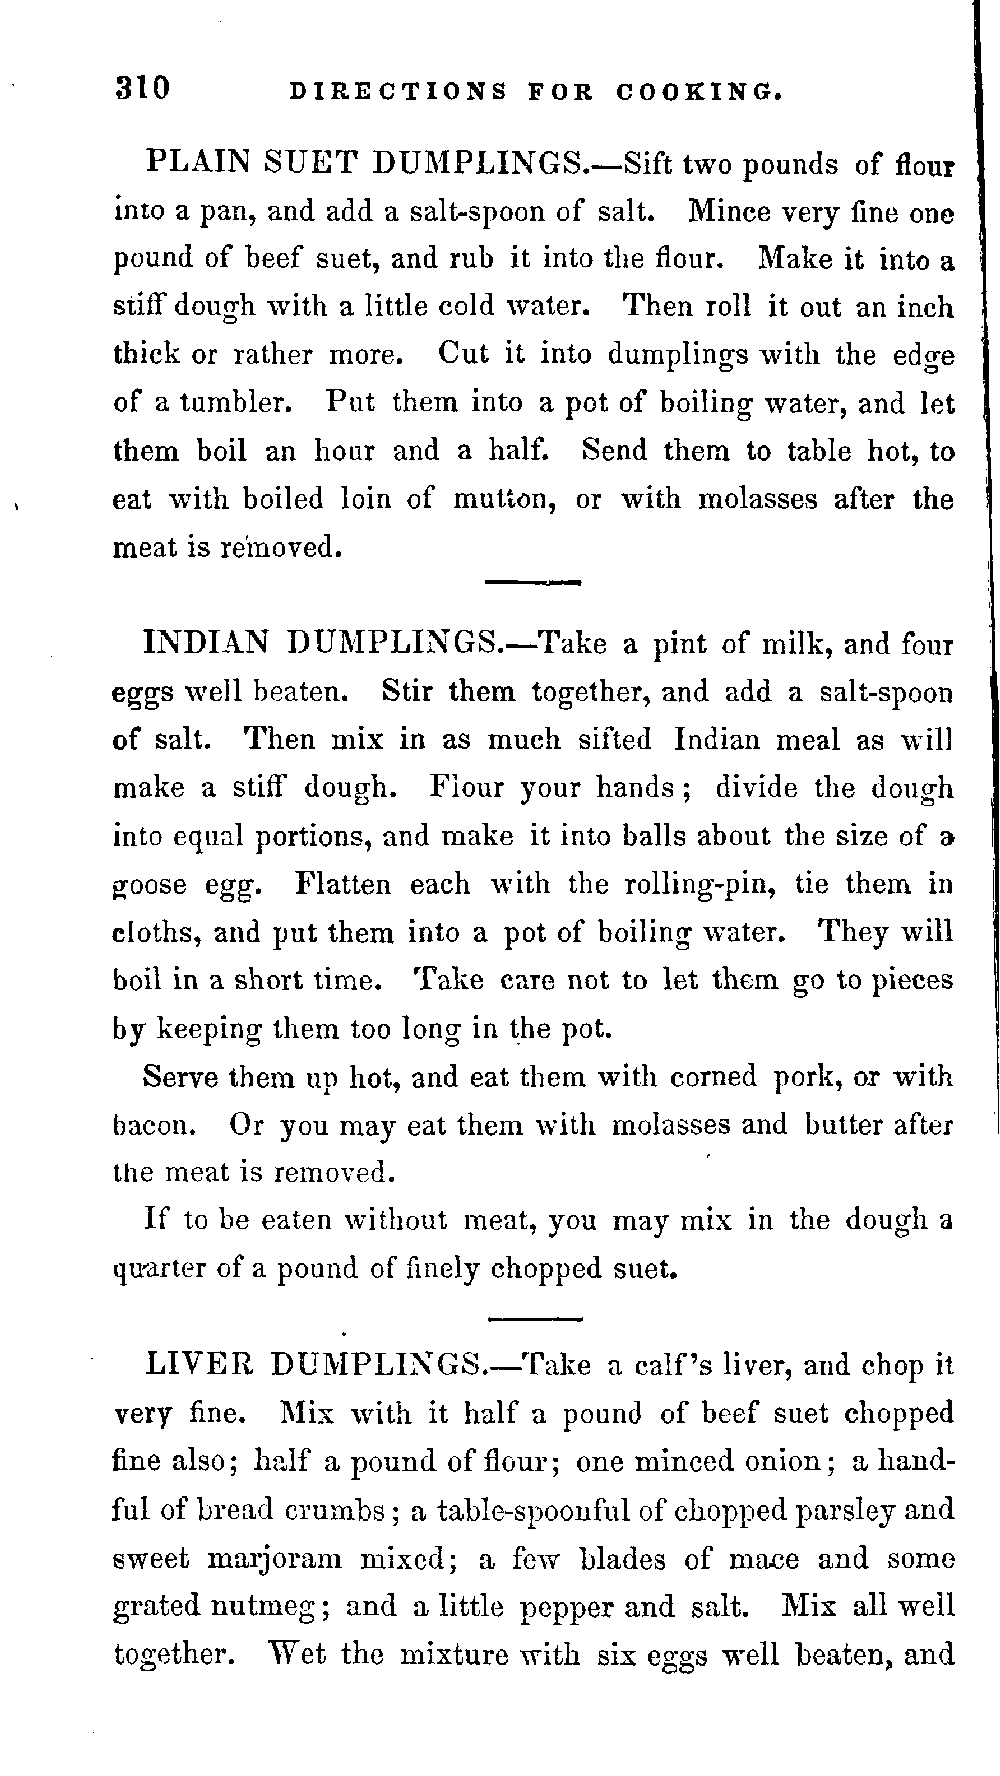 310 DIRECTIONS FOR COOKING.
PLAIN SUET DUMPLINGS.—Sift two pounds of flour
into a pan, and add a salt-spoon of salt. Mince very fine one
pound of beef suet, and rub it into the flour. Make it into a
stiff dough with a little cold water. Then roll it out an inch
thick or rather more. Cut it into dumplings with the edge
of a tumbler. Put them into a pot of boiling water, and let
them boil an hour and a half. Send them to table hot, to
eat with boiled loin of mutton, or with molasses after the
meat is removed.
INDIAN DUMPLINGS.—Take a pint of milk, and four
eggs well beaten. Stir them together, and add a salt-spoon
of salt. Then mix in as much sifted Indian meal as will
make a stiff dough. Flour your hands; divide the dough
into equal portions, and make it into balls about the size of a
goose egg. Flatten each with the rolling-pin, tie them in
cloths, and put them into a pot of boiling water. They will
boil in a short time. Take care not to let them go to pieces
by keeping them too long in the pot.
Serve them up hot, and eat them with corned pork, or with
bacon. Or you may eat them with molasses and butter after
the meat is removed.
If to be eaten without meat, you may mix in the dough a
quarter of a pound of finely chopped suet.
LIVER DUMPLINGS.—Take a calf's liver, and chop it
very fine. Mix with it half a pound of beef suet chopped
fine also; half a pound of flour; one minced onion; a hand-
ful of bread crumbs; a table-spoonful of chopped parsley and
sweet marjoram mixed; a few blades of mace and some
grated nutmeg; and a little pepper and salt. Mix all well
together. Wet the mixture with six eggs well beaten, and